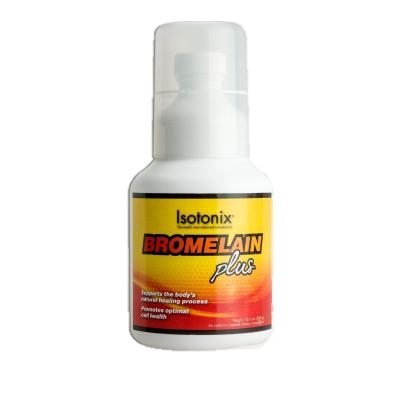 Isotonix®
BROMELAIN
plus
Supports the body's
natural healing process
Promotes optimal
cell health